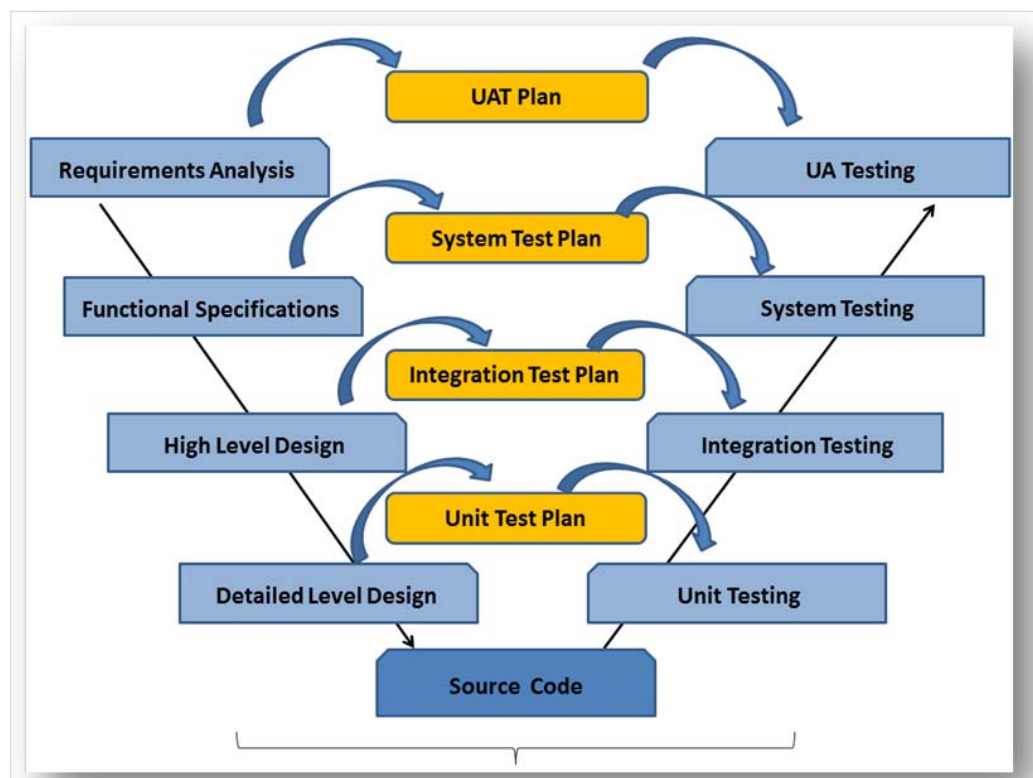 UAT Plan
Requirements Analysis
UA Testing
System Test Plan
Functional Specifications
System Testing
Integration Test Plan
High Level Design
Integration Testing
Unit Test Plan
Detailed Level Design
Unit Testing
Source Code